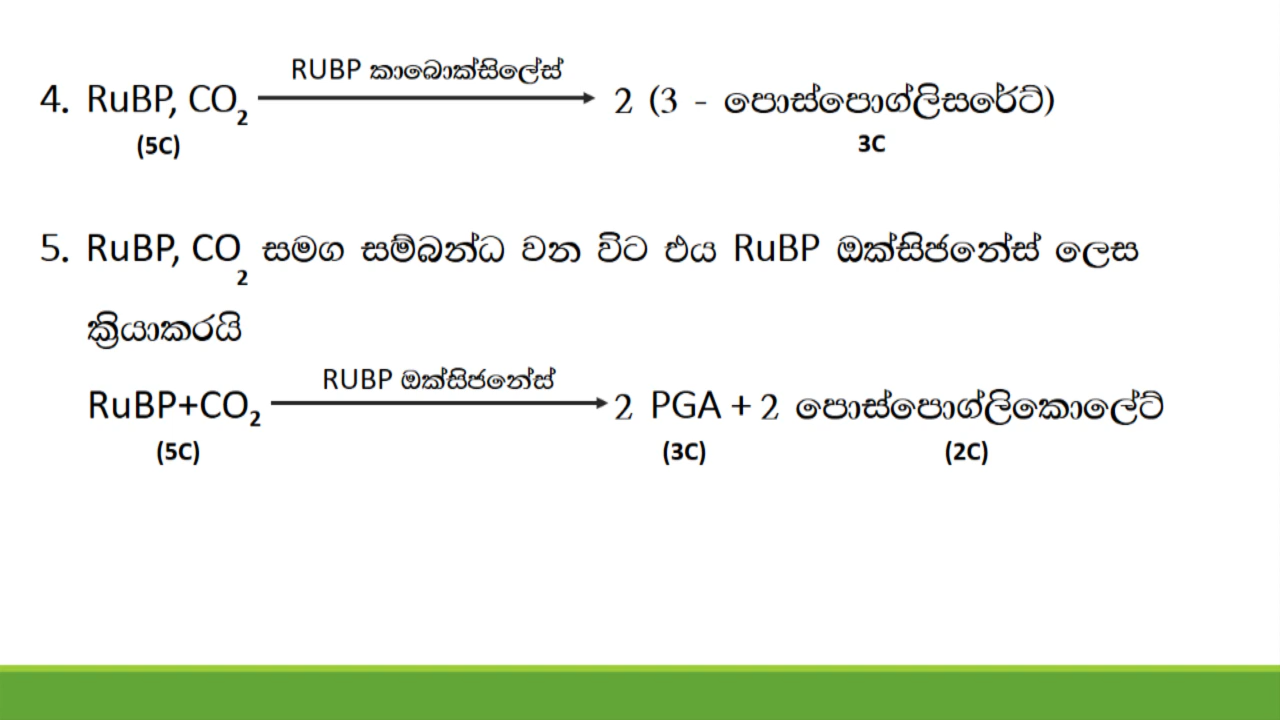 RUBP කාබොක්සිලේස්
4. RuBP, CO₂ 2 (3 - පොස්පොග්ලිසරේට්)
(5C) 3C
5. RuBP, CO₂ සමග සම්බන්ධ වන විට එය RuBP ඔක්සිජනේස් ලෙස
ක්‍රියාකරයි
RUBP ඔක්සිජනේස්
RuBP+CO₂ 2 PGA + 2 පොස්පොග්ලිකොලේට්
(5C) (3C) (2C)